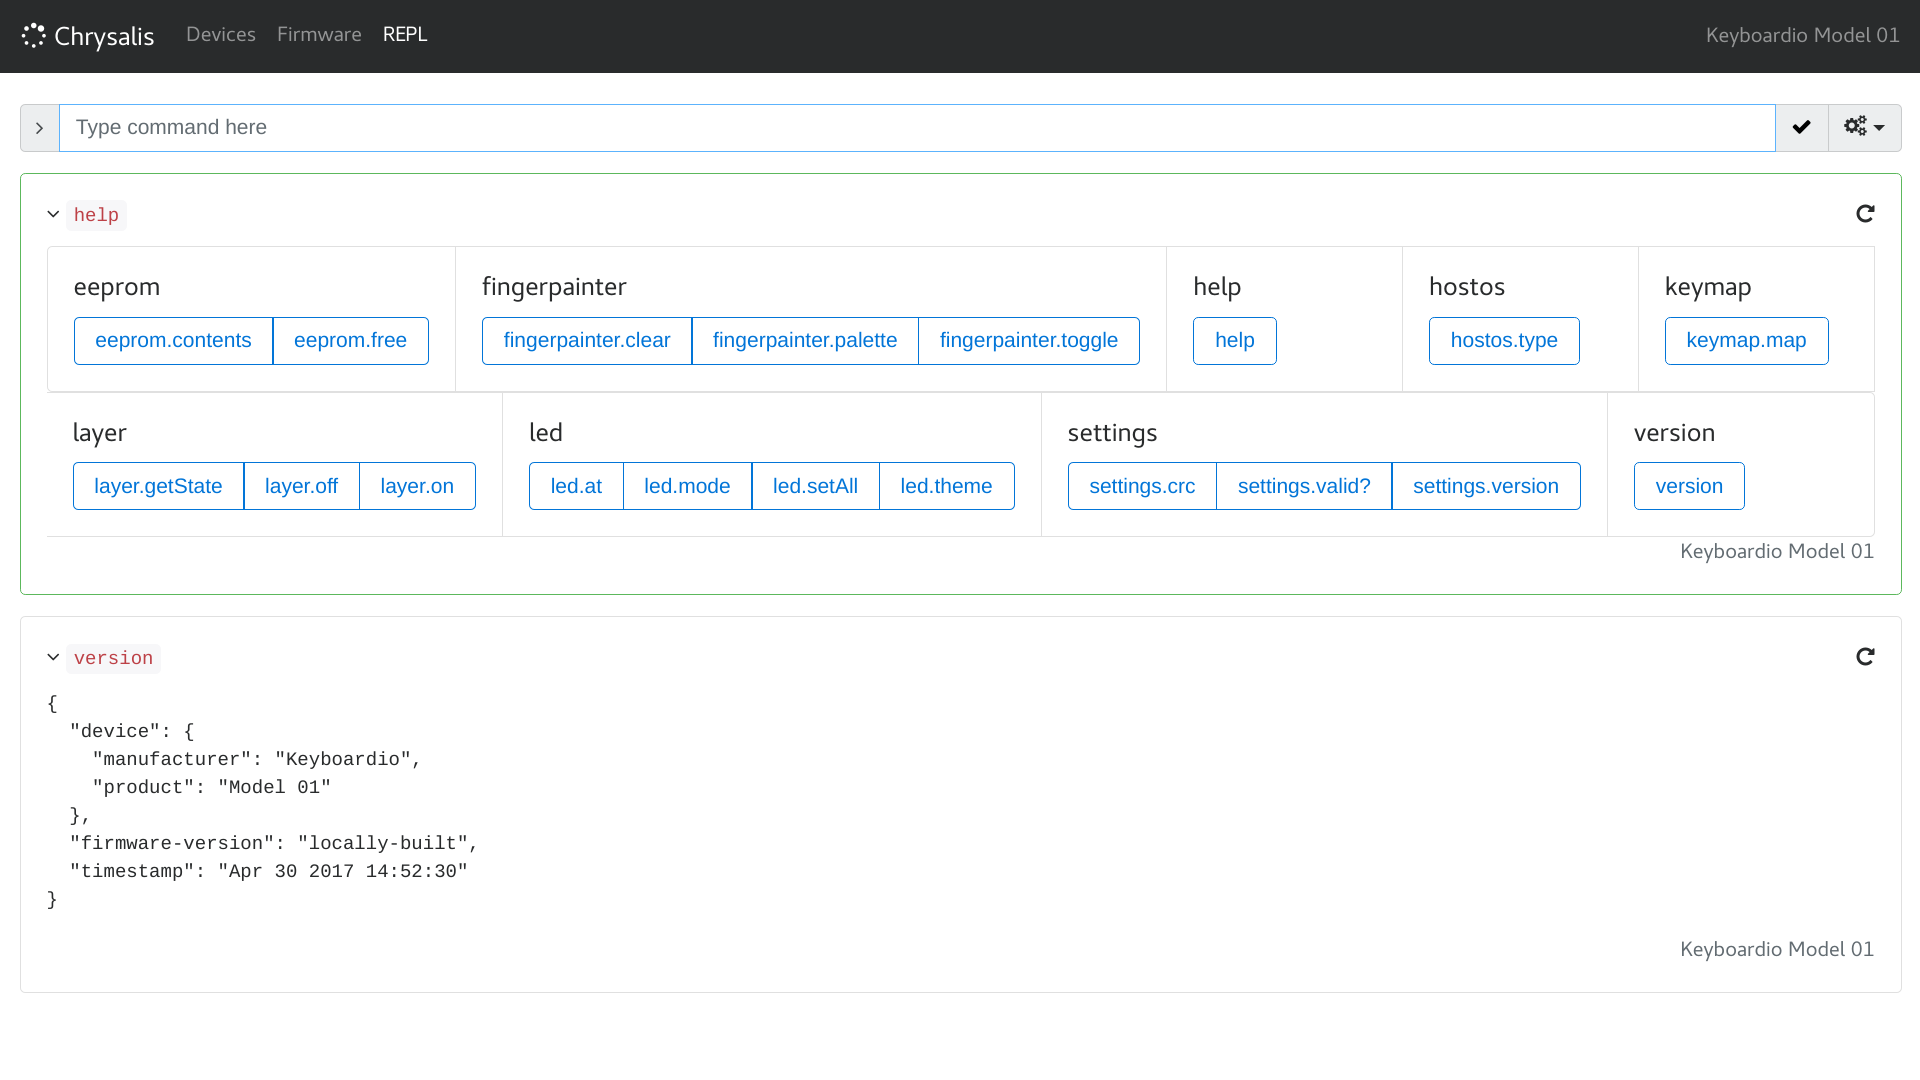 Chrysalis Devices Firmware REPL Keyboardio Model 01
Type command here
help
eeprom fingerpainter help hostos keymap
eeprom.contents eeprom.free fingerpainter.clear fingerpainter.palette fingerpainter.toggle help hostos.type keymap.map
layer led settings version
layer.getState layer.off layer.on led.at led.mode led.setAll led.theme settings.crc settings.valid? settings.version version
Keyboardio Model 01
version
{
  "device": {
    "manufacturer": "Keyboardio",
    "product": "Model 01"
  },
  "firmware-version": "locally-built",
  "timestamp": "Apr 30 2017 14:52:30"
}
Keyboardio Model 01